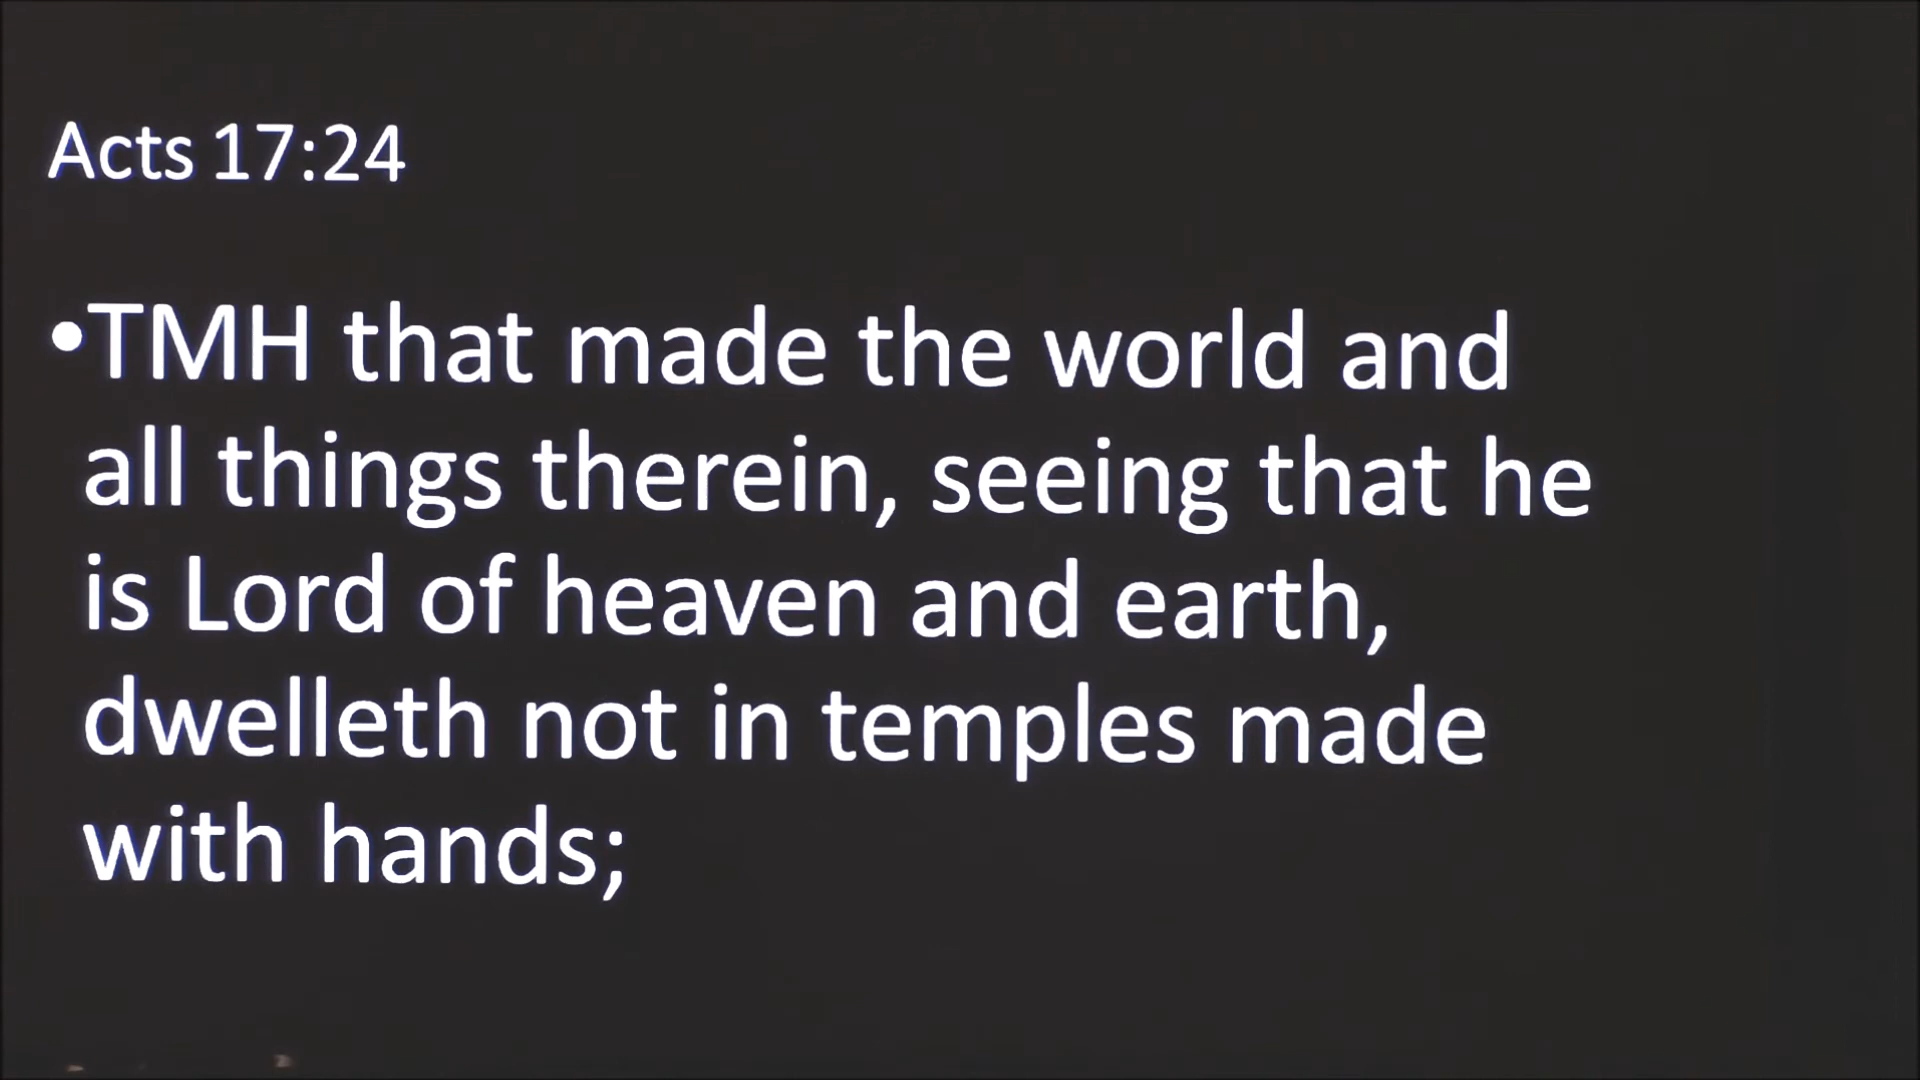 Acts 17:24
•TMH that made the world and
all things therein, seeing that he
is Lord of heaven and earth,
dwelleth not in temples made
with hands;